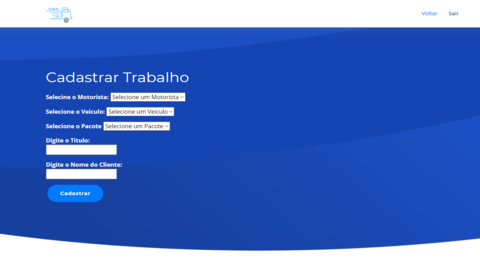 Voltar
Sair
Cadastrar Trabalho
Selecine o Motorista: Selecione um Motorista
Selecione o Veículo: Selecione um Veículo
Selecione o Pacote Selecione um Pacote
Digite o Título:
Digite o Nome do Cliente:
Cadastrar